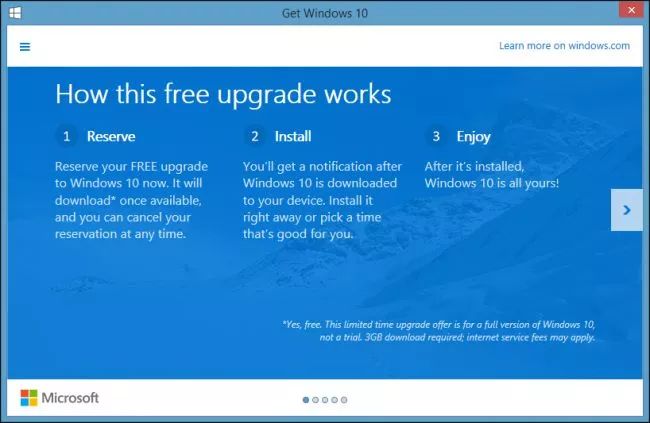 Get Windows 10
Learn more on windows.com
How this free upgrade works
1 Reserve
Reserve your FREE upgrade
to Windows 10 now. It will
download* once available,
and you can cancel your
reservation at any time.
2 Install
You'll get a notification after
Windows 10 is downloaded
to your device. Install it
right away or pick a time
that's good for you.
3 Enjoy
After it's installed,
Windows 10 is all yours!
*Yes, free. This limited time upgrade offer is for a full version of Windows 10,
not a trial. 3GB download required; internet service fees may apply.
Microsoft